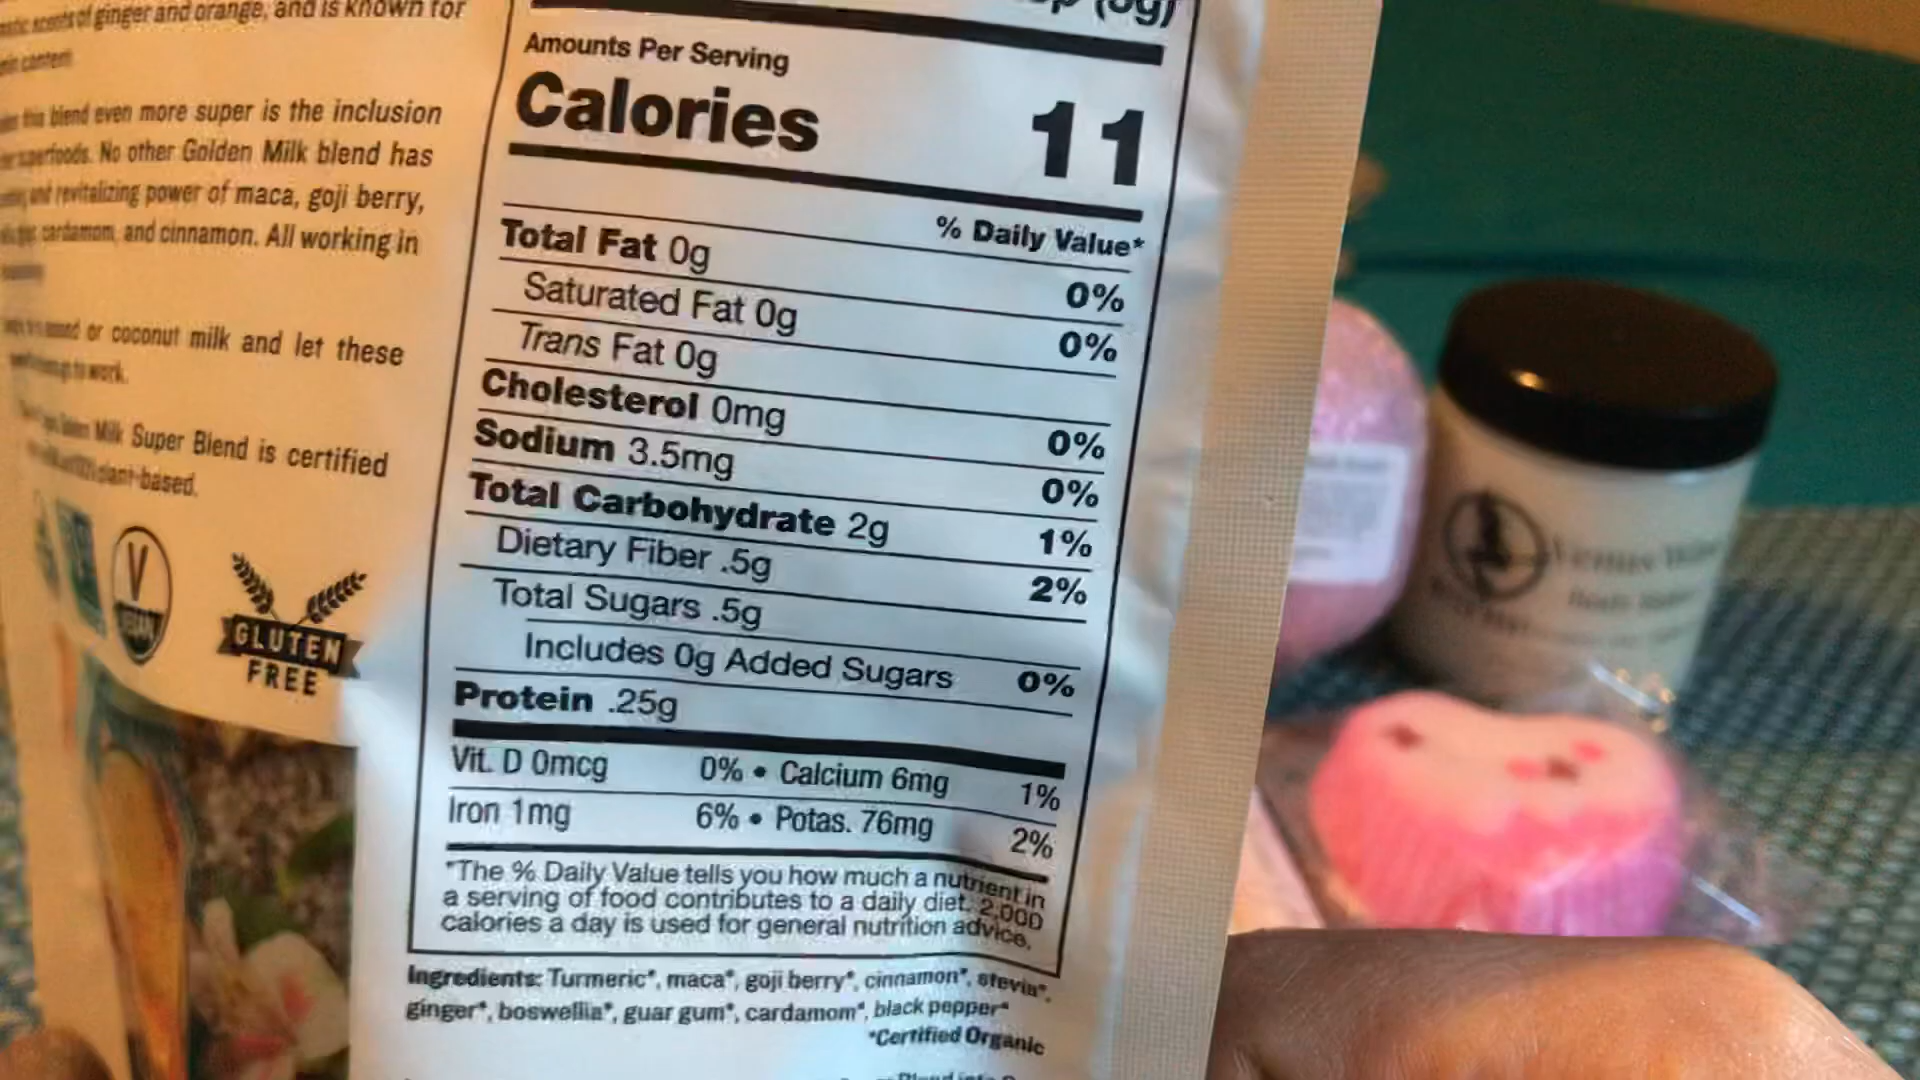 scents of ginger and orange, and is known for
content
this blend even more super is the inclusion
superfoods. No other Golden Milk blend has
and revitalizing power of maca, goji berry,
cardamom, and cinnamon. All working in
or coconut milk and let these
to work.
Milk Super Blend is certified
plant-based.
V
VEGAN
GLUTEN
FREE
Amounts Per Serving
Calories 11
% Daily Value*
Total Fat 0g 0%
Saturated Fat 0g 0%
Trans Fat 0g
Cholesterol 0mg 0%
Sodium 3.5mg 0%
Total Carbohydrate 2g 1%
Dietary Fiber .5g 2%
Total Sugars .5g
Includes 0g Added Sugars 0%
Protein .25g
Vit. D 0mcg 0% • Calcium 6mg 1%
Iron 1mg 6% • Potas. 76mg 2%
*The % Daily Value tells you how much a nutrient in
a serving of food contributes to a daily diet. 2,000
calories a day is used for general nutrition advice.
Ingredients: Turmeric*, maca*, goji berry*, cinnamon*, stevia*,
ginger*, boswellia*, guar gum*, cardamom*, black pepper*
*Certified Organic
Venus